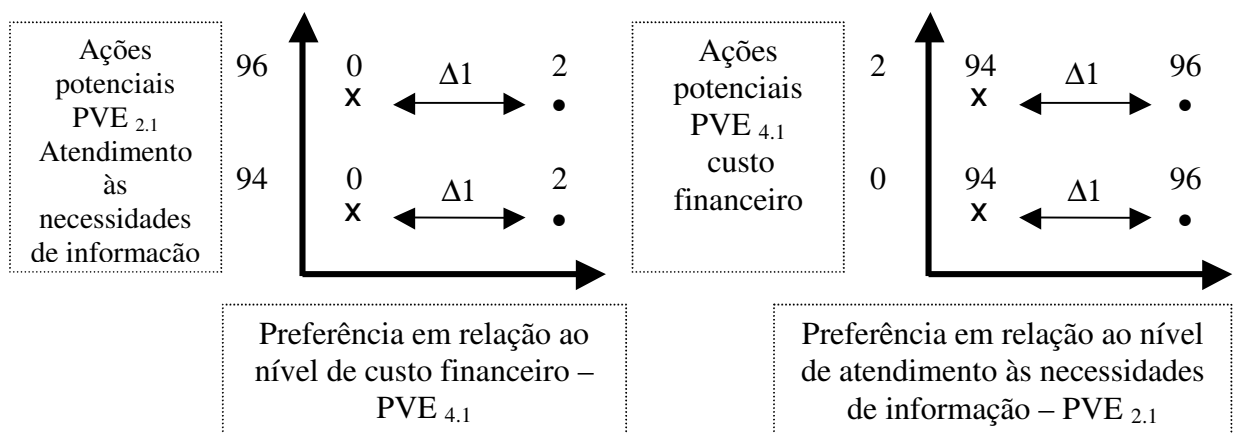 Ações
potenciais
PVE 2.1
Atendimento
às
necessidades
de informacão
96 0 Δ1 2
x •
94 0 Δ1 2
x •
Preferência em relação ao
nível de custo financeiro –
PVE 4.1
Ações
potenciais
PVE 4.1
custo
financeiro
2 94 Δ1 96
x •
0 94 Δ1 96
x •
Preferência em relação ao nível
de atendimento às necessidades
de informação – PVE 2.1